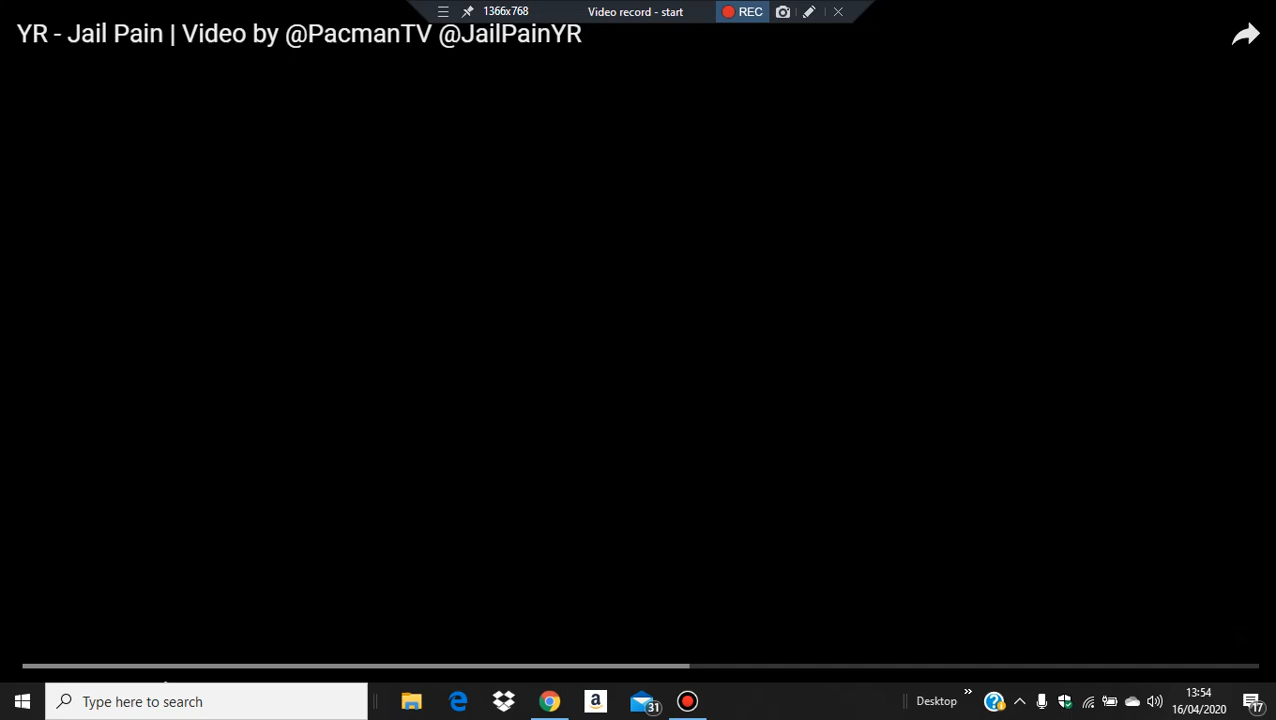 1366x768 Video record - start REC
YR - Jail Pain | Video by @PacmanTV @JailPainYR
Type here to search
a
31
Desktop
13:54
16/04/2020
17